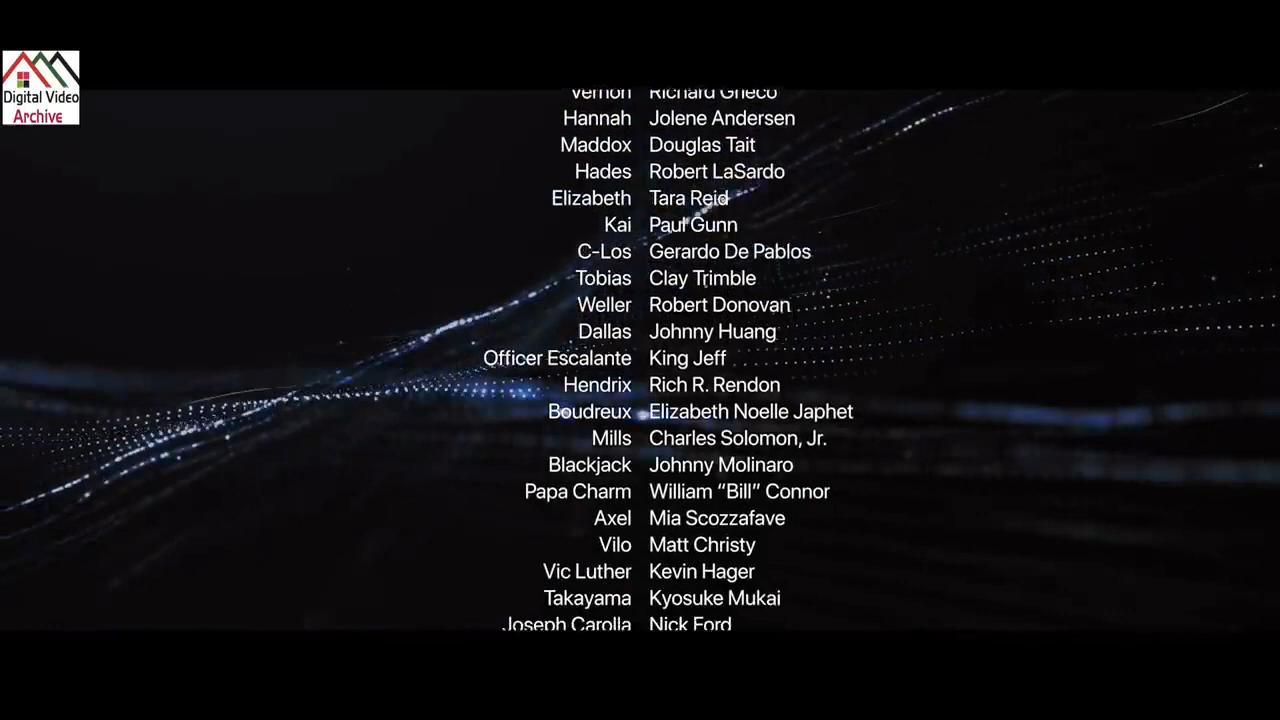 Digital Video
Archive
Vernon Richard Grieco
Hannah Jolene Andersen
Maddox Douglas Tait
Hades Robert LaSardo
Elizabeth Tara Reid
Kai Paul Gunn
C-Los Gerardo De Pablos
Tobias Clay Trimble
Weller Robert Donovan
Dallas Johnny Huang
Officer Escalante King Jeff
Hendrix Rich R. Rendon
Boudreux Elizabeth Noelle Japhet
Mills Charles Solomon, Jr.
Blackjack Johnny Molinaro
Papa Charm William “Bill” Connor
Axel Mia Scozzafave
Vilo Matt Christy
Vic Luther Kevin Hager
Takayama Kyosuke Mukai
Joseph Carolla Nick Ford